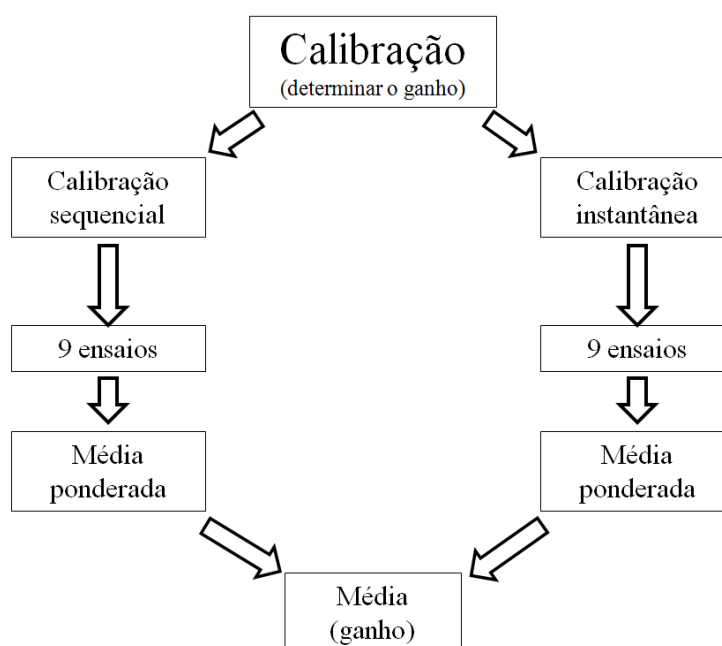 Calibração
(determinar o ganho)
Calibração
sequencial
Calibração
instantânea
9 ensaios
9 ensaios
Média
ponderada
Média
ponderada
Média
(ganho)